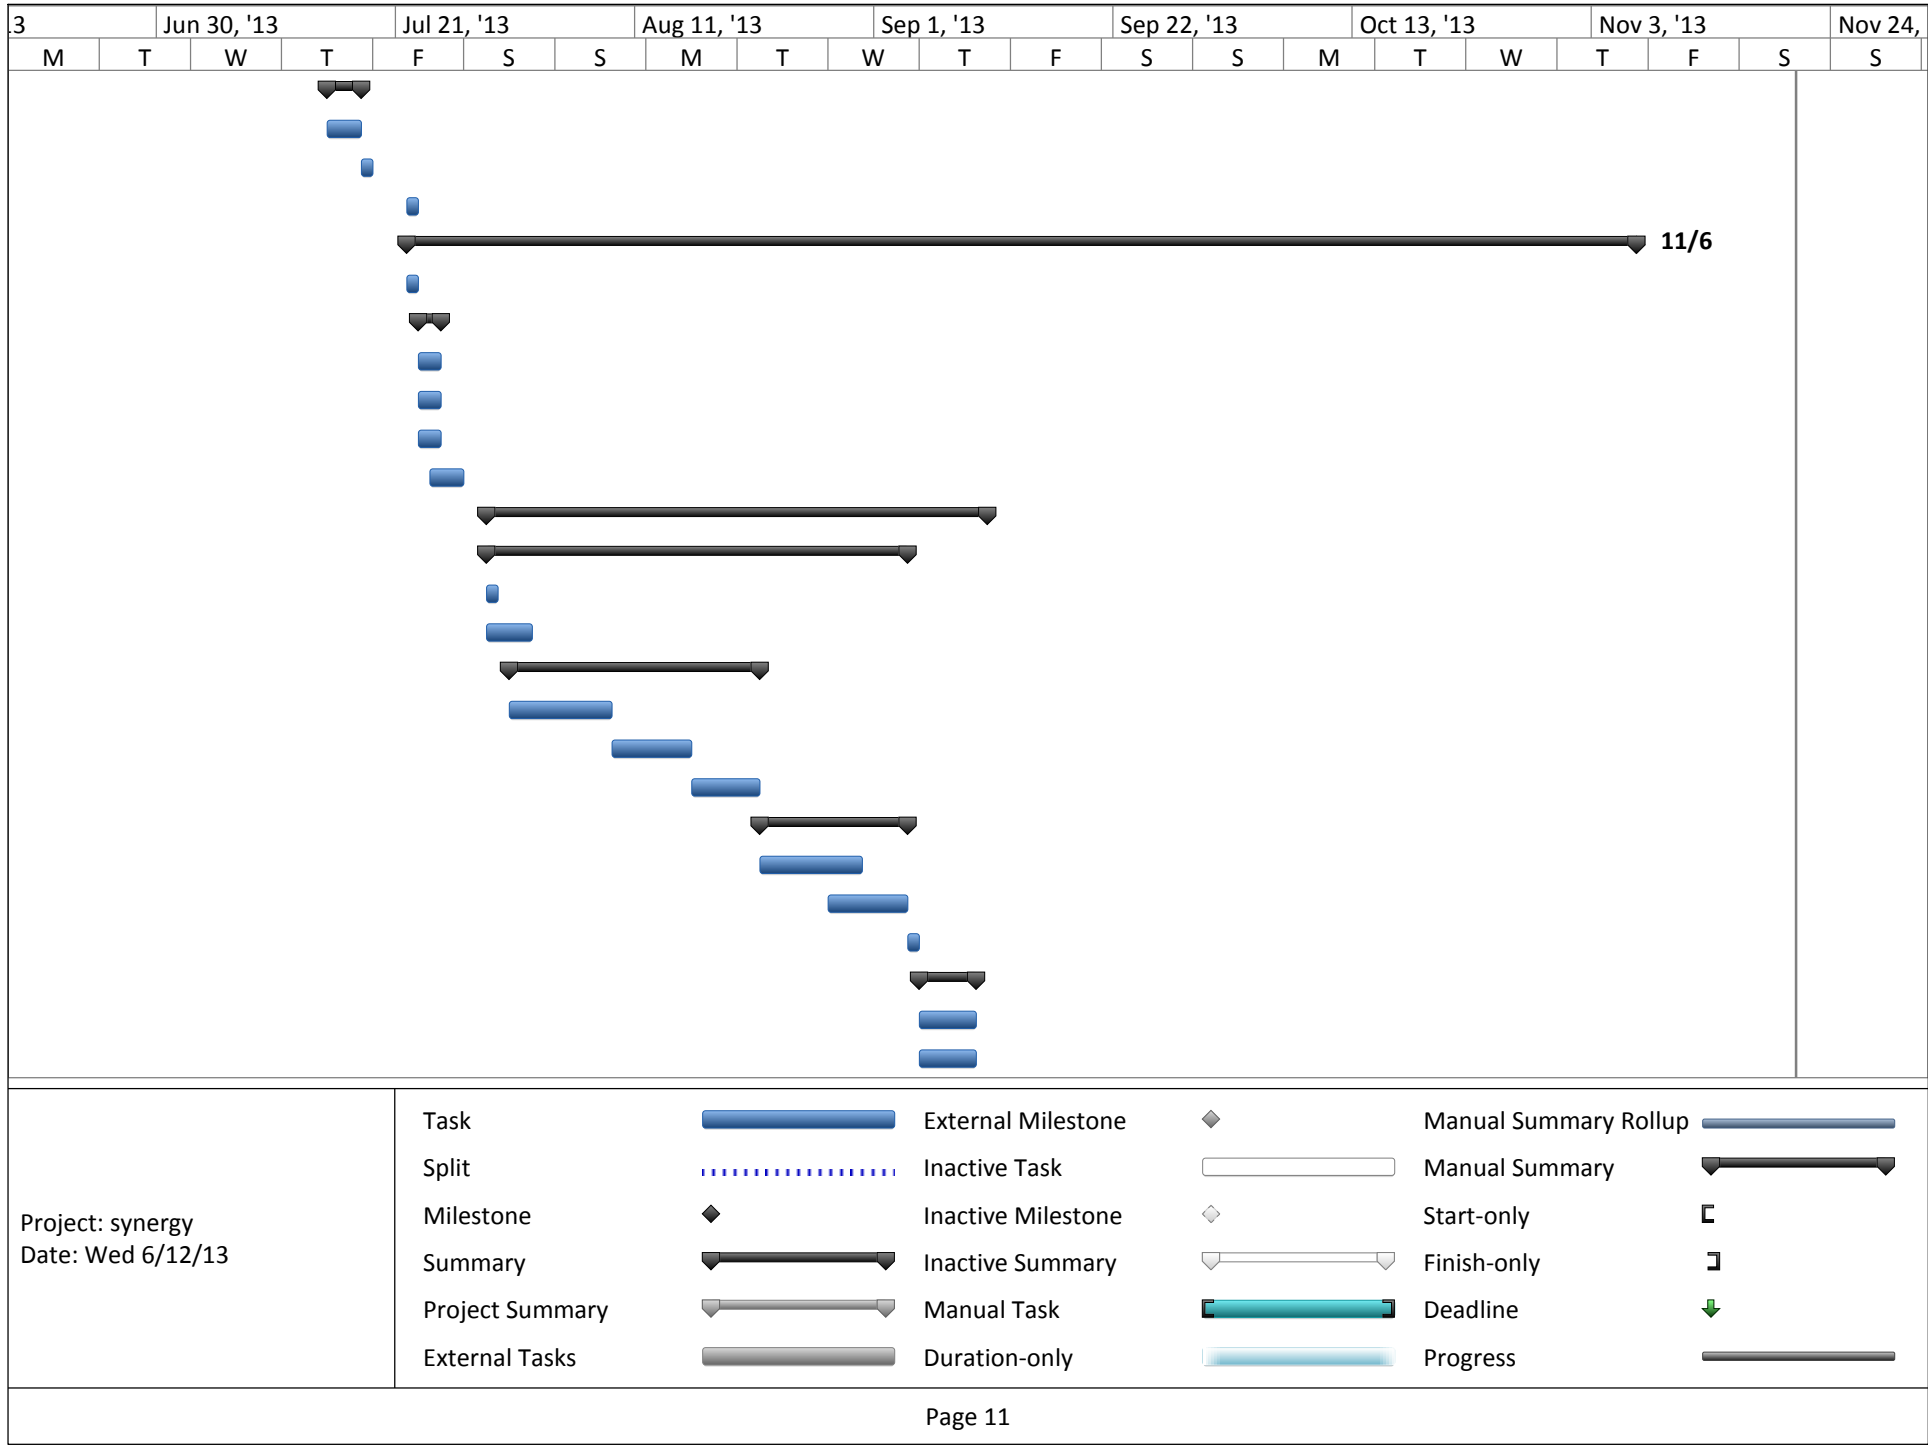 .3 Jun 30, '13 Jul 21, '13 Aug 11, '13 Sep 1, '13 Sep 22, '13 Oct 13, '13 Nov 3, '13 Nov 24,
M T W T F S S M T W T F S S M T W T F S S
11/6
Task External Milestone Manual Summary Rollup
Split Inactive Task Manual Summary
Milestone Inactive Milestone Start-only
Summary Inactive Summary Finish-only
Project Summary Manual Task Deadline
External Tasks Duration-only Progress
Project: synergy
Date: Wed 6/12/13
Page 11